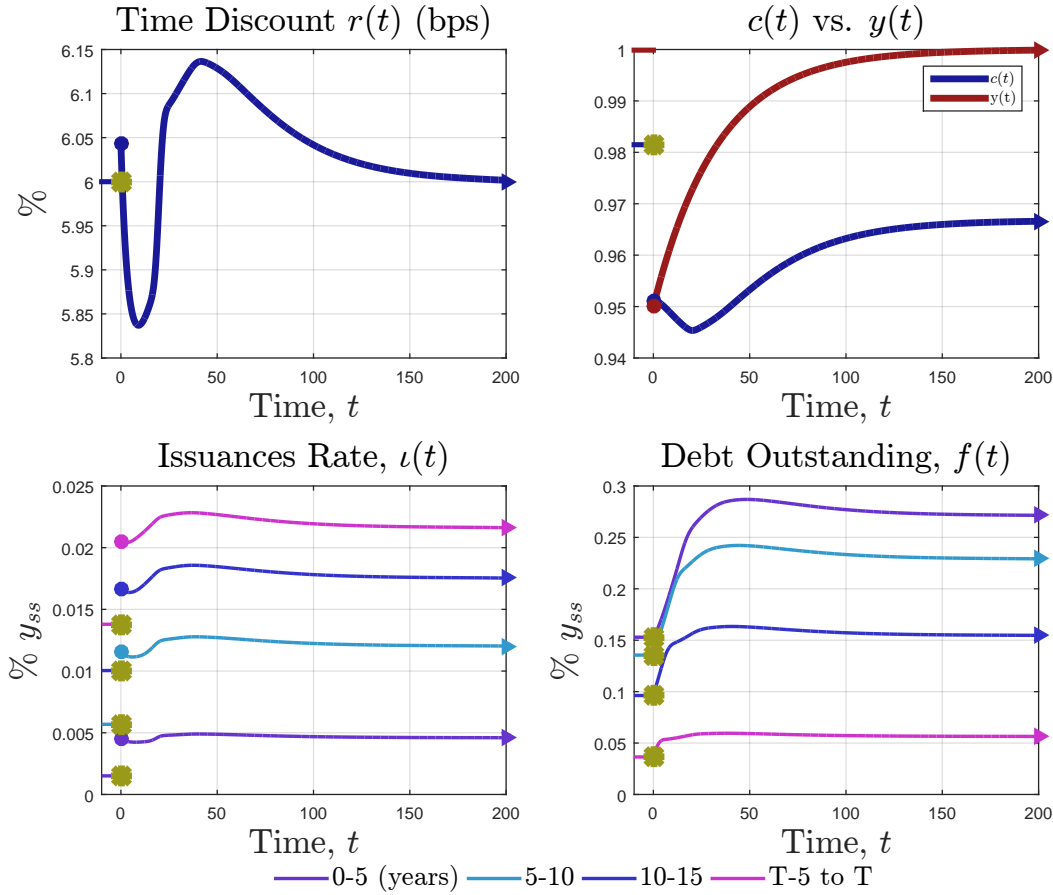 Time Discount r(t) (bps)
6.15
6.1
6.05
6
5.95
5.9
5.85
5.8
%
0 50 100 150 200
Time, t
c(t) vs. y(t)
1
0.99
0.98
0.97
0.96
0.95
0.94
c(t)
y(t)
0 50 100 150 200
Time, t
Issuances Rate, ι(t)
0.025
0.02
0.015
0.01
0.005
0
% yss
0 50 100 150 200
Time, t
Debt Outstanding, f(t)
0.3
0.25
0.2
0.15
0.1
0.05
0
% yss
0 50 100 150 200
Time, t
0-5 (years) 5-10 10-15 T-5 to T